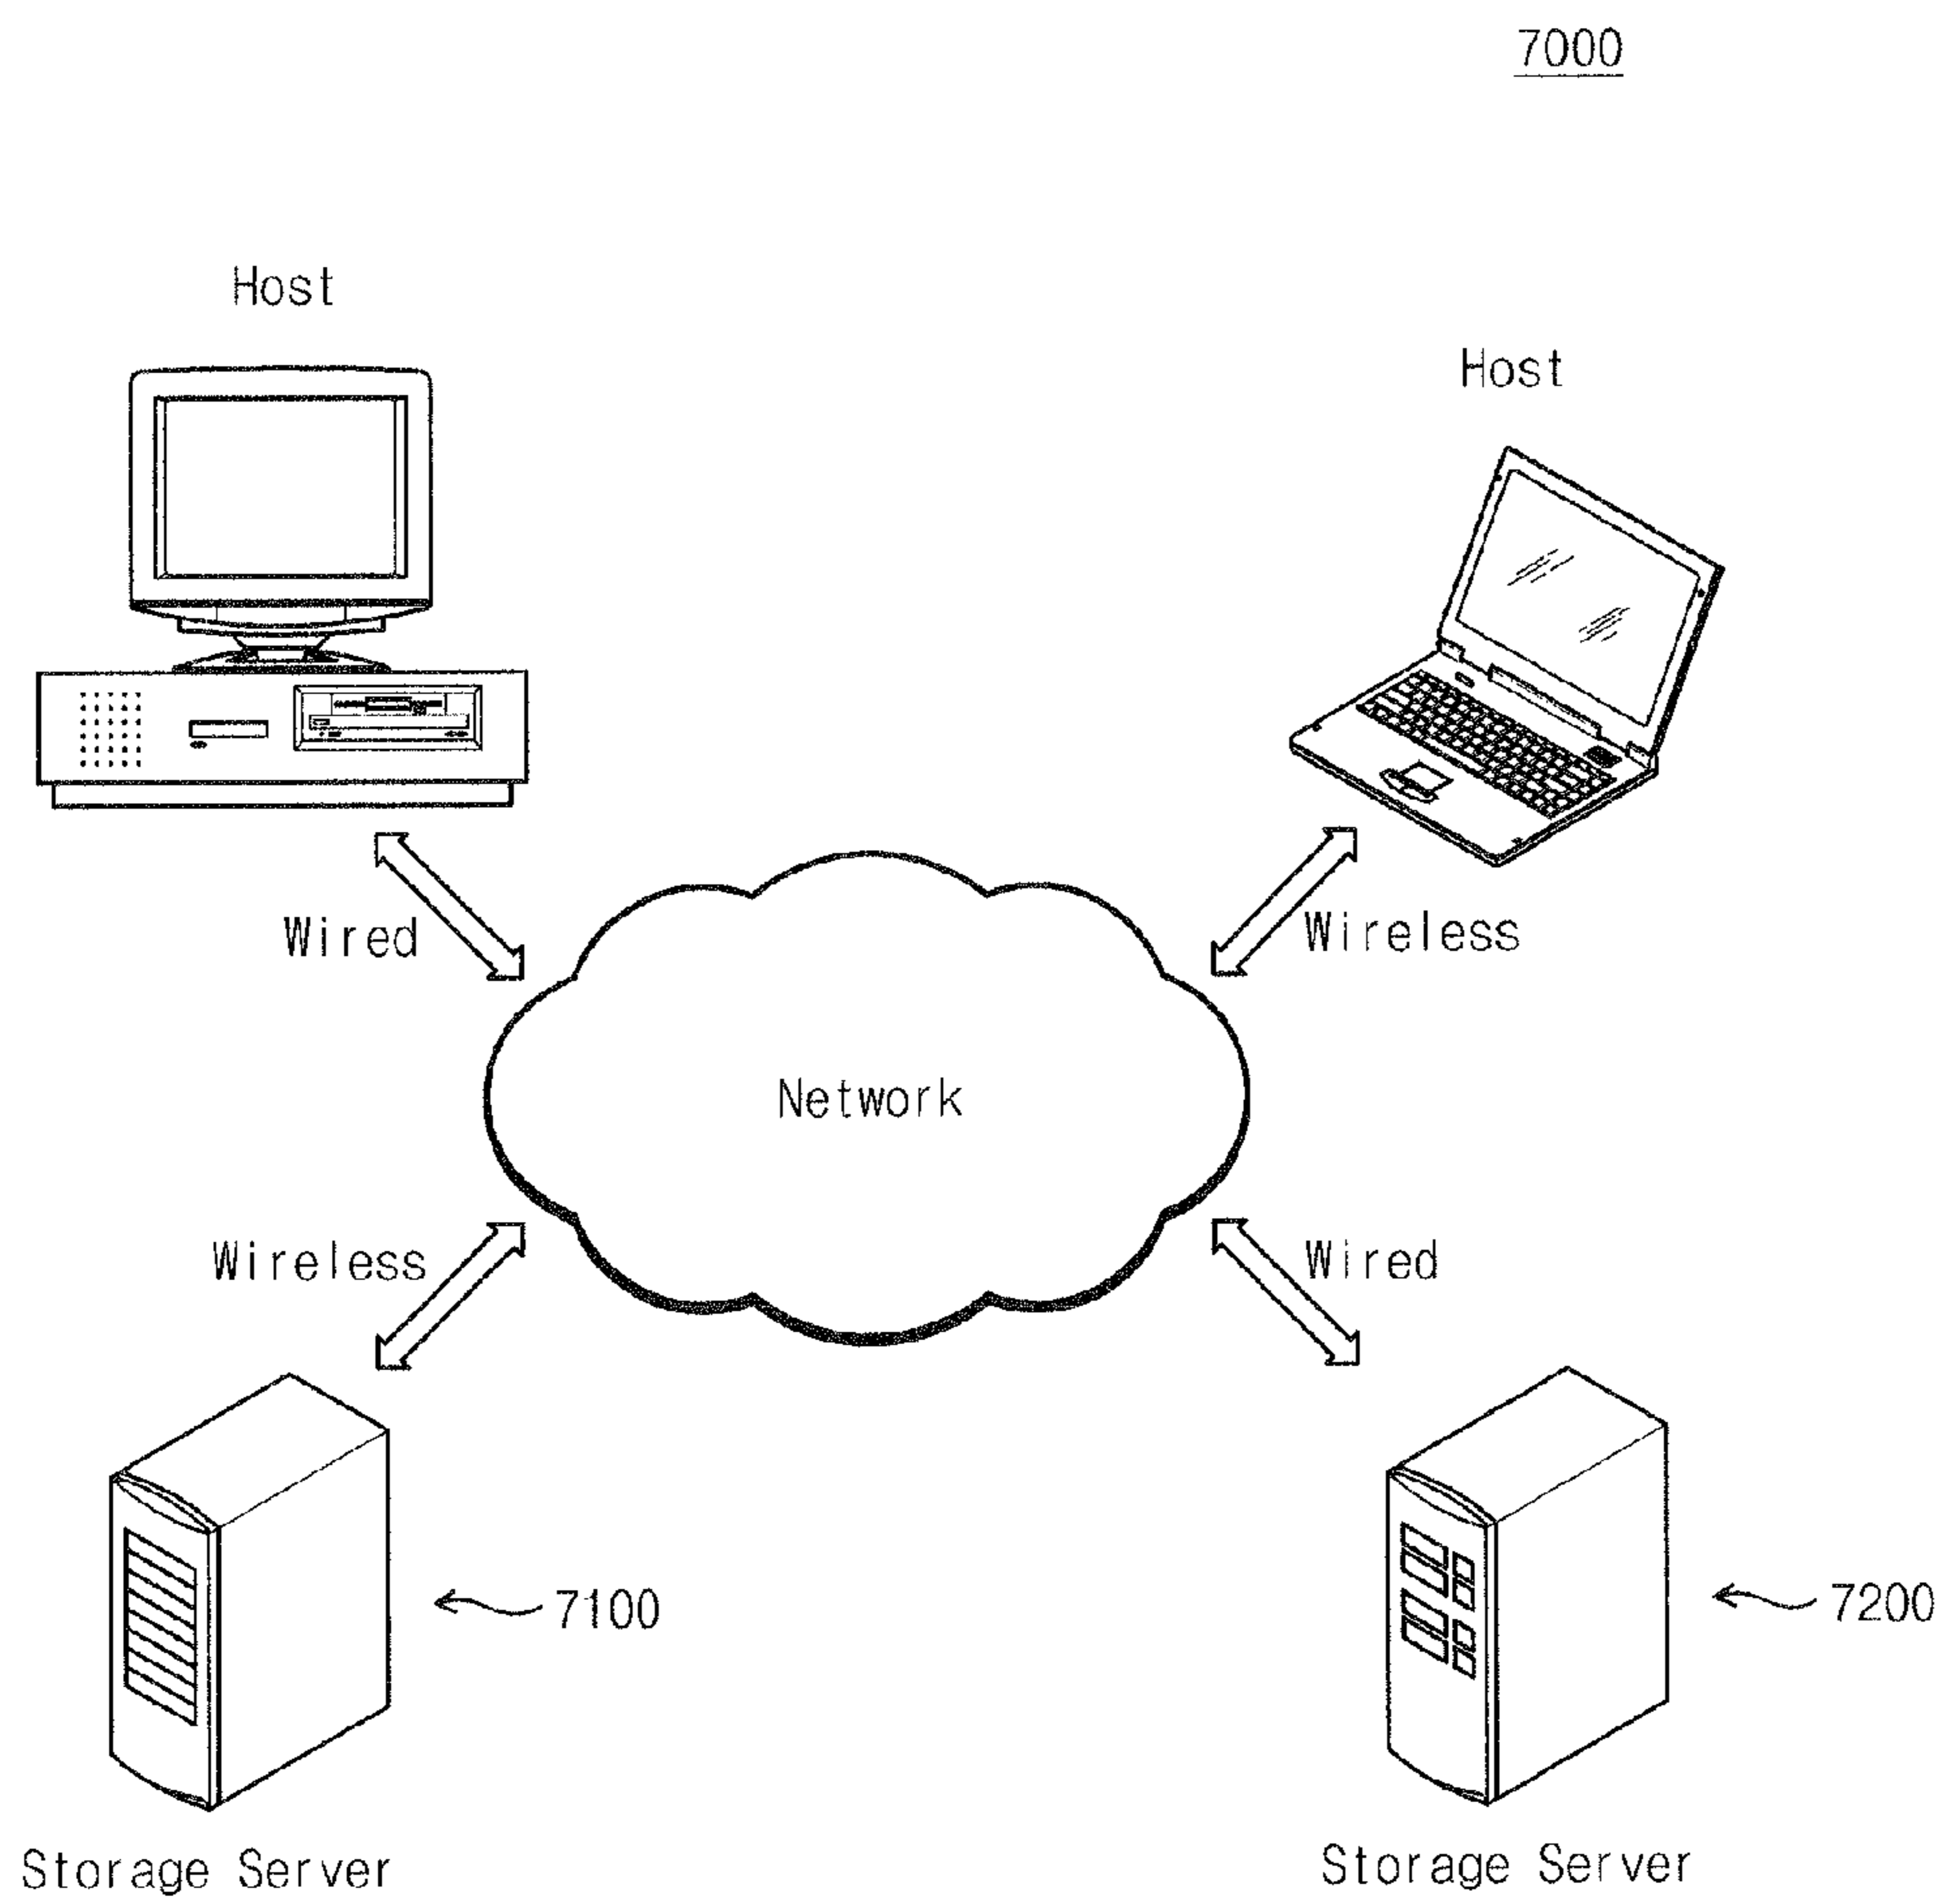 7000
Host
Host
Wired
Wireless
Network
Wireless
Wired
7100
7200
Storage Server
Storage Server